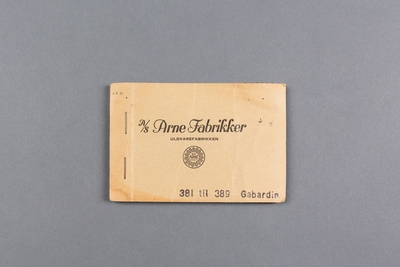 A/S Arne Fabrikker
ULDVAREFABRIKKEN
381 til 389 Gabardin